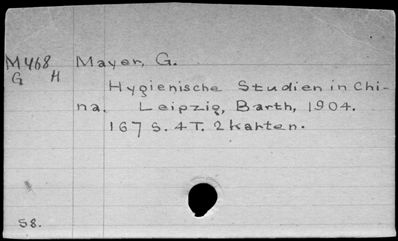 M468 Mayer, G.
G H Hygienische Studien in Chi-
na. Leipzig, Barth, 1904.
167 S. 4 T. 2 Karten.
58.